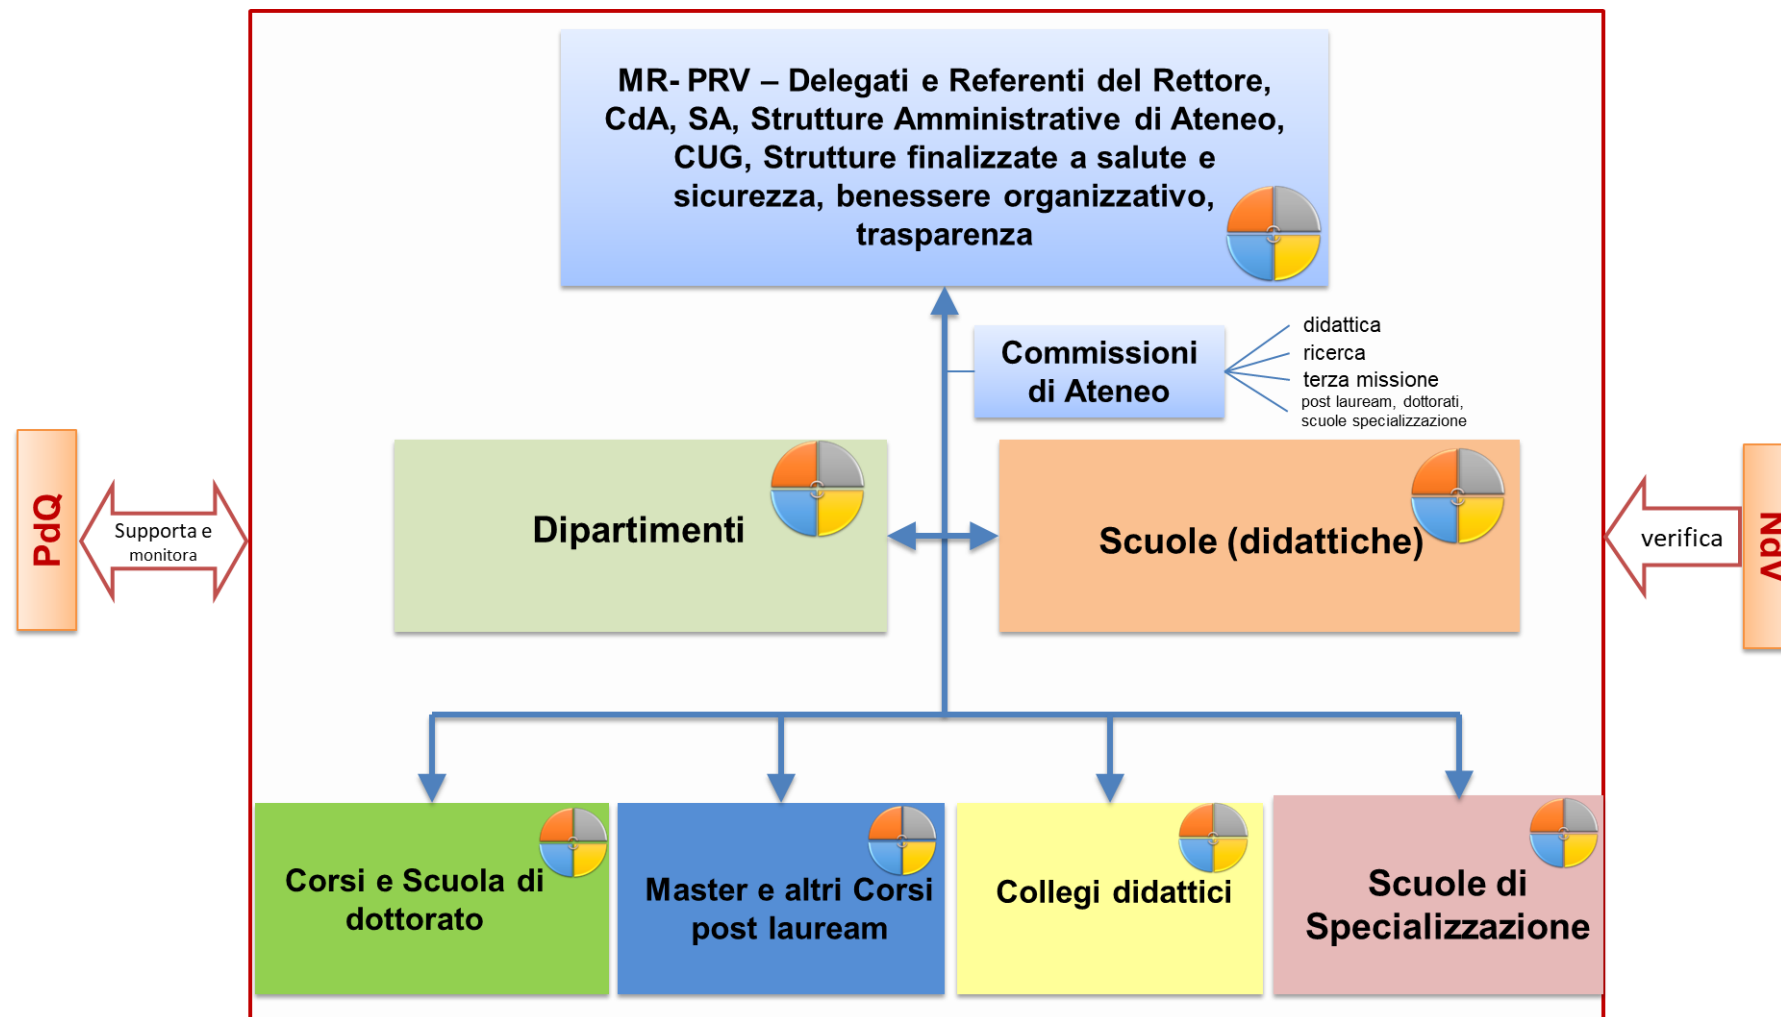 MR- PRV – Delegati e Referenti del Rettore,
CdA, SA, Strutture Amministrative di Ateneo,
CUG, Strutture finalizzate a salute e
sicurezza, benessere organizzativo,
trasparenza
Commissioni
di Ateneo
didattica
ricerca
terza missione
post lauream, dottorati,
scuole specializzazione
PdQ
Supporta e
monitora
Dipartimenti
Scuole (didattiche)
verifica
NdV
Corsi e Scuola di
dottorato
Master e altri Corsi
post lauream
Collegi didattici
Scuole di
Specializzazione